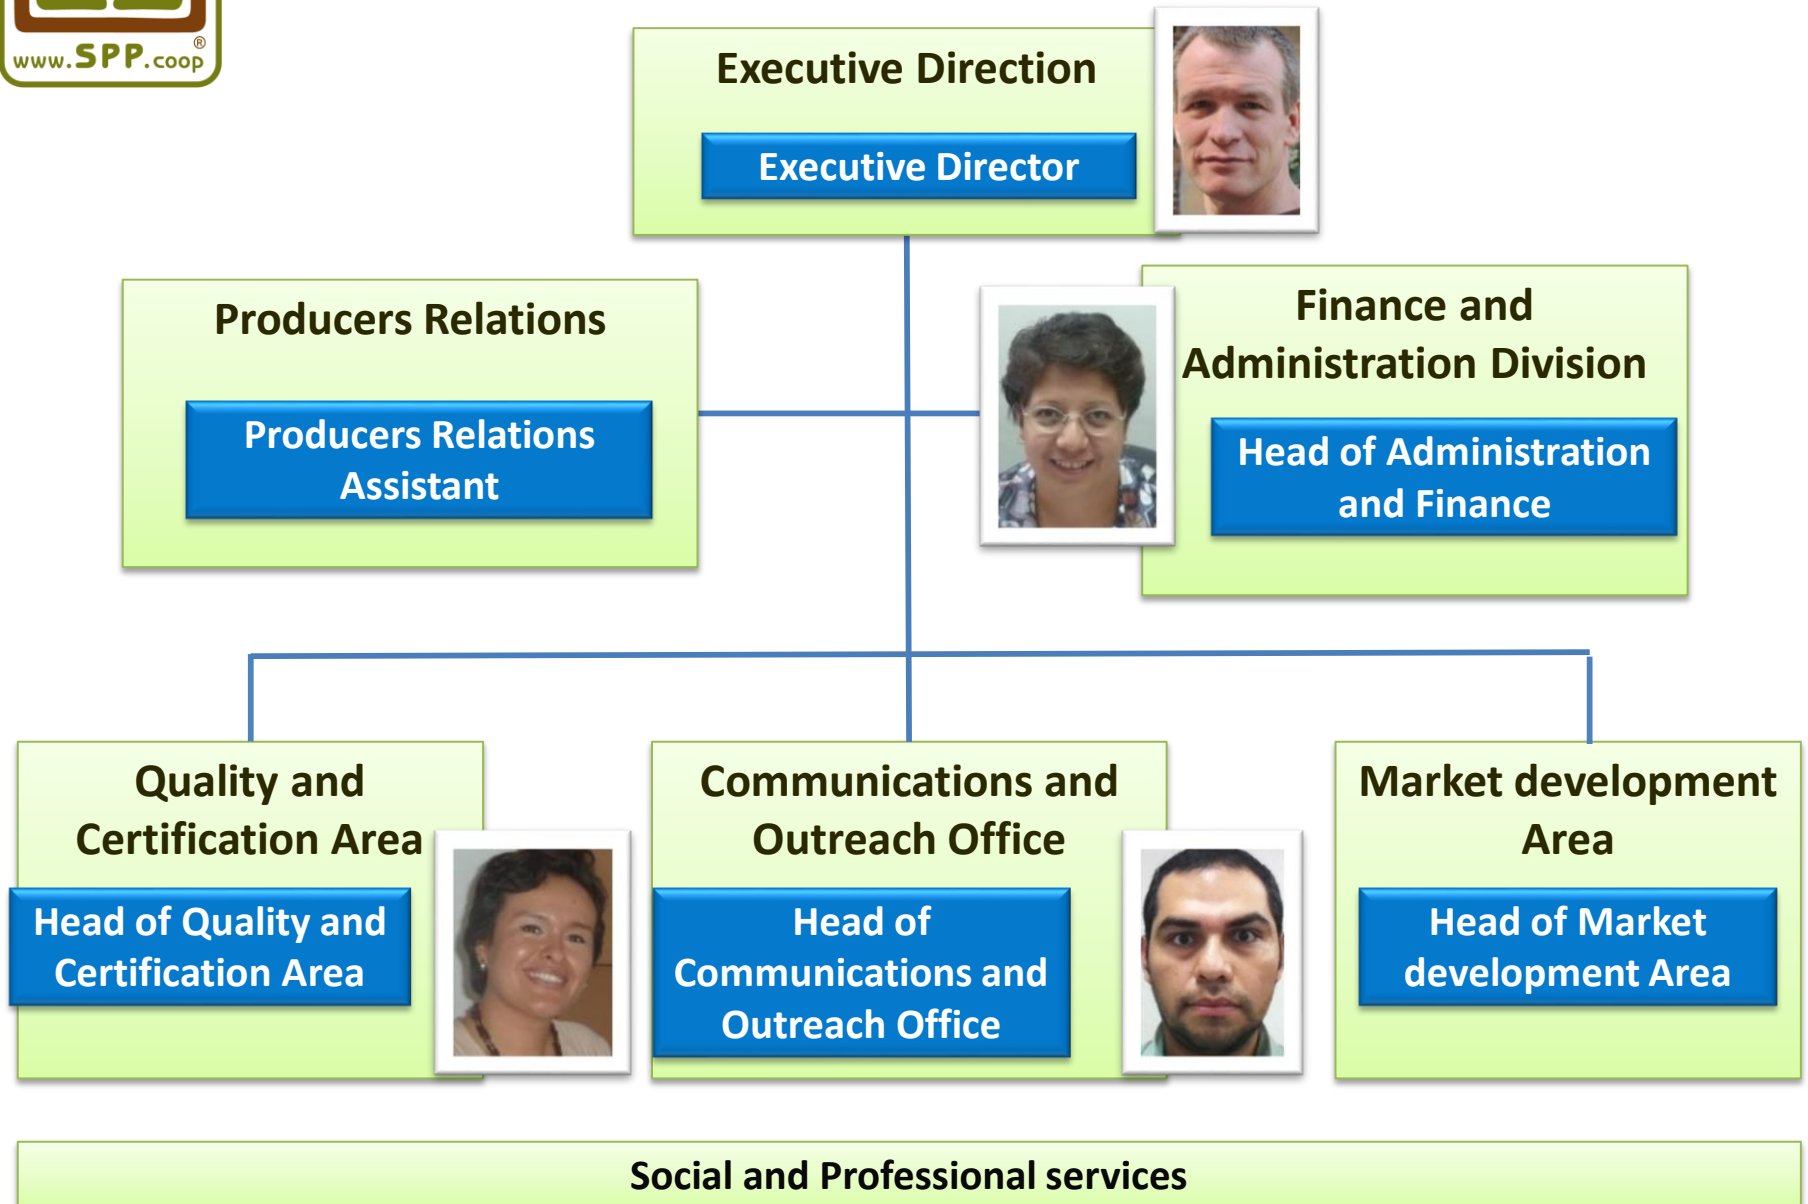 www.SPP.coop®
Executive Direction
Executive Director
Producers Relations
Producers Relations
Assistant
Finance and
Administration Division
Head of Administration
and Finance
Quality and
Certification Area
Head of Quality and
Certification Area
Communications and
Outreach Office
Head of
Communications and
Outreach Office
Market development
Area
Head of Market
development Area
Social and Professional services